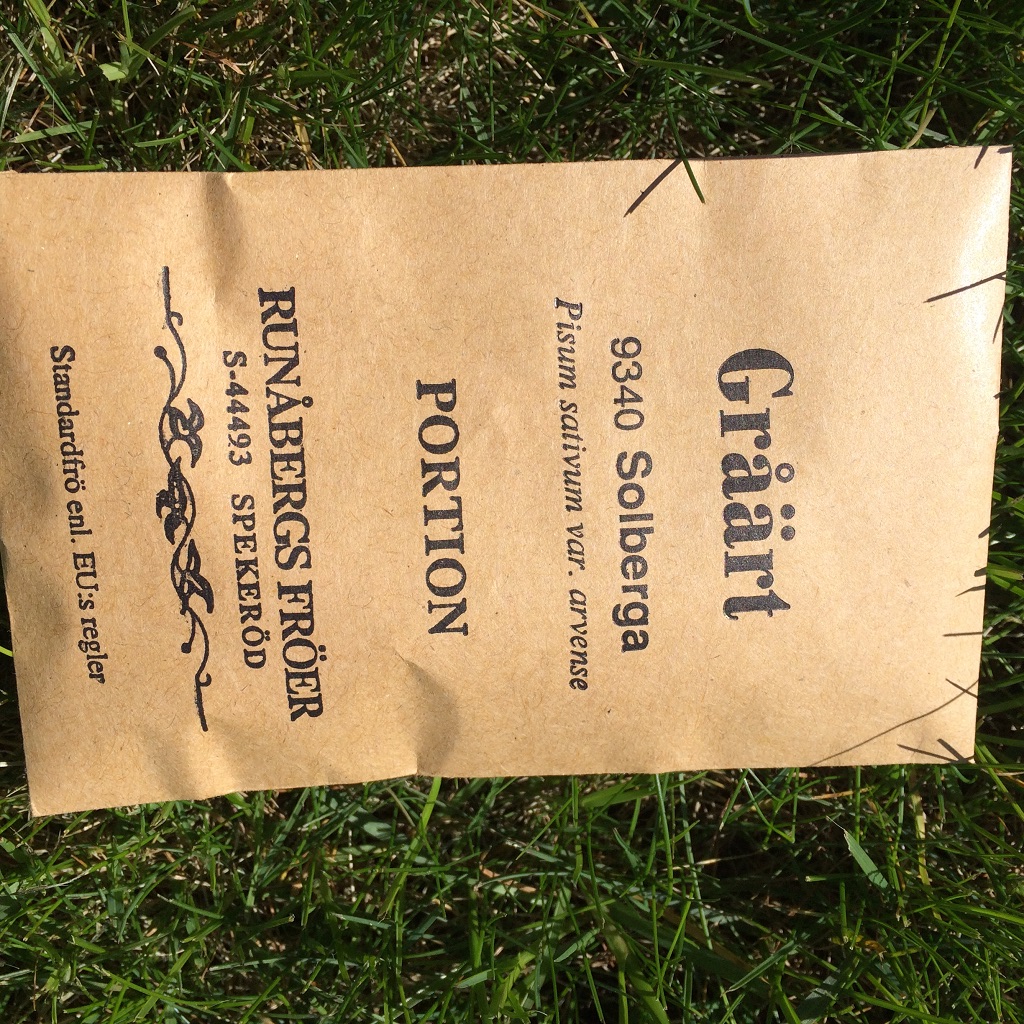 Gråärt
9340 Solberga
Pisum sativum var. arvense
PORTION
RUNÅBERGS FRÖER
S-44493 SPEKERÖD
Standardfrö enl. EU:s regler